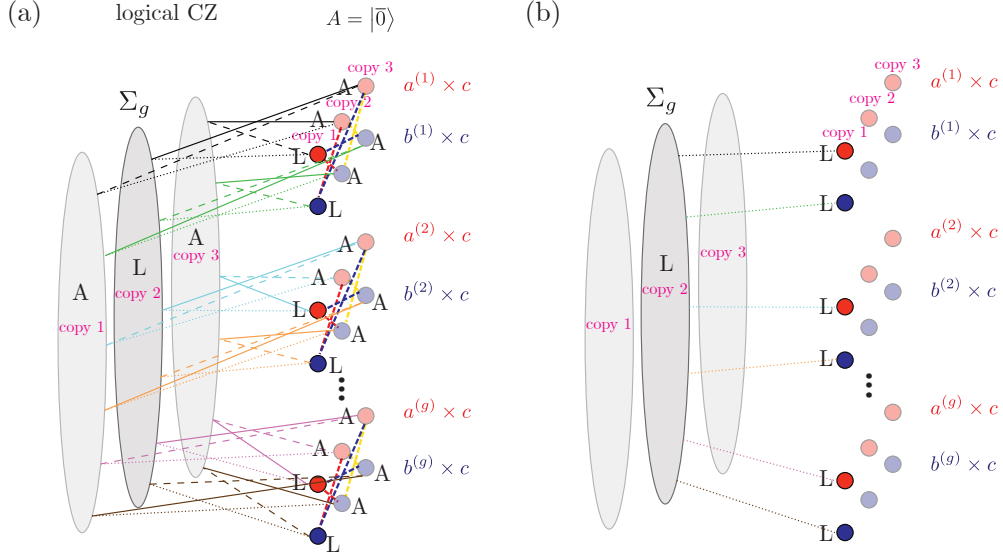 (a)
logical CZ
A = |0̅⟩
Σ_g
copy 3
A
a^(1) × c
copy 2
A
copy 1
b^(1) × c
A
L
A
L
A
copy 3
A
a^(2) × c
L
copy 2
A
A
b^(2) × c
A
copy 1
L
A
L
A
a^(g) × c
A
b^(g) × c
A
L
A
L
(b)
Σ_g
copy 3
a^(1) × c
copy 2
copy 1
b^(1) × c
L
L
copy 3
a^(2) × c
L
copy 2
b^(2) × c
copy 1
L
L
a^(g) × c
b^(g) × c
L
L